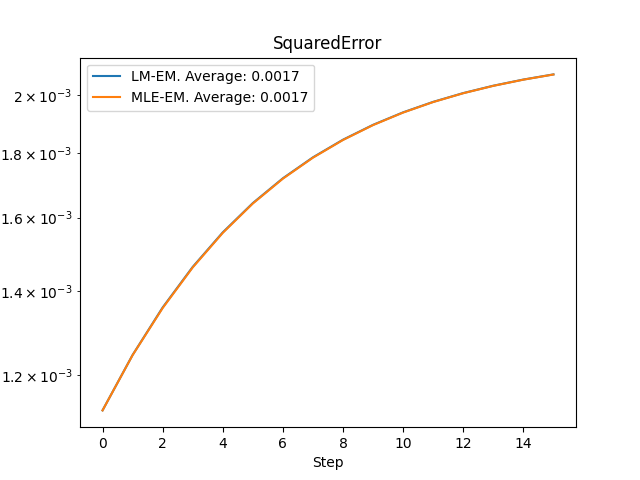 SquaredError
LM-EM. Average: 0.0017
MLE-EM. Average: 0.0017
2 × 10⁻³
1.8 × 10⁻³
1.6 × 10⁻³
1.4 × 10⁻³
1.2 × 10⁻³
0 2 4 6 8 10 12 14
Step